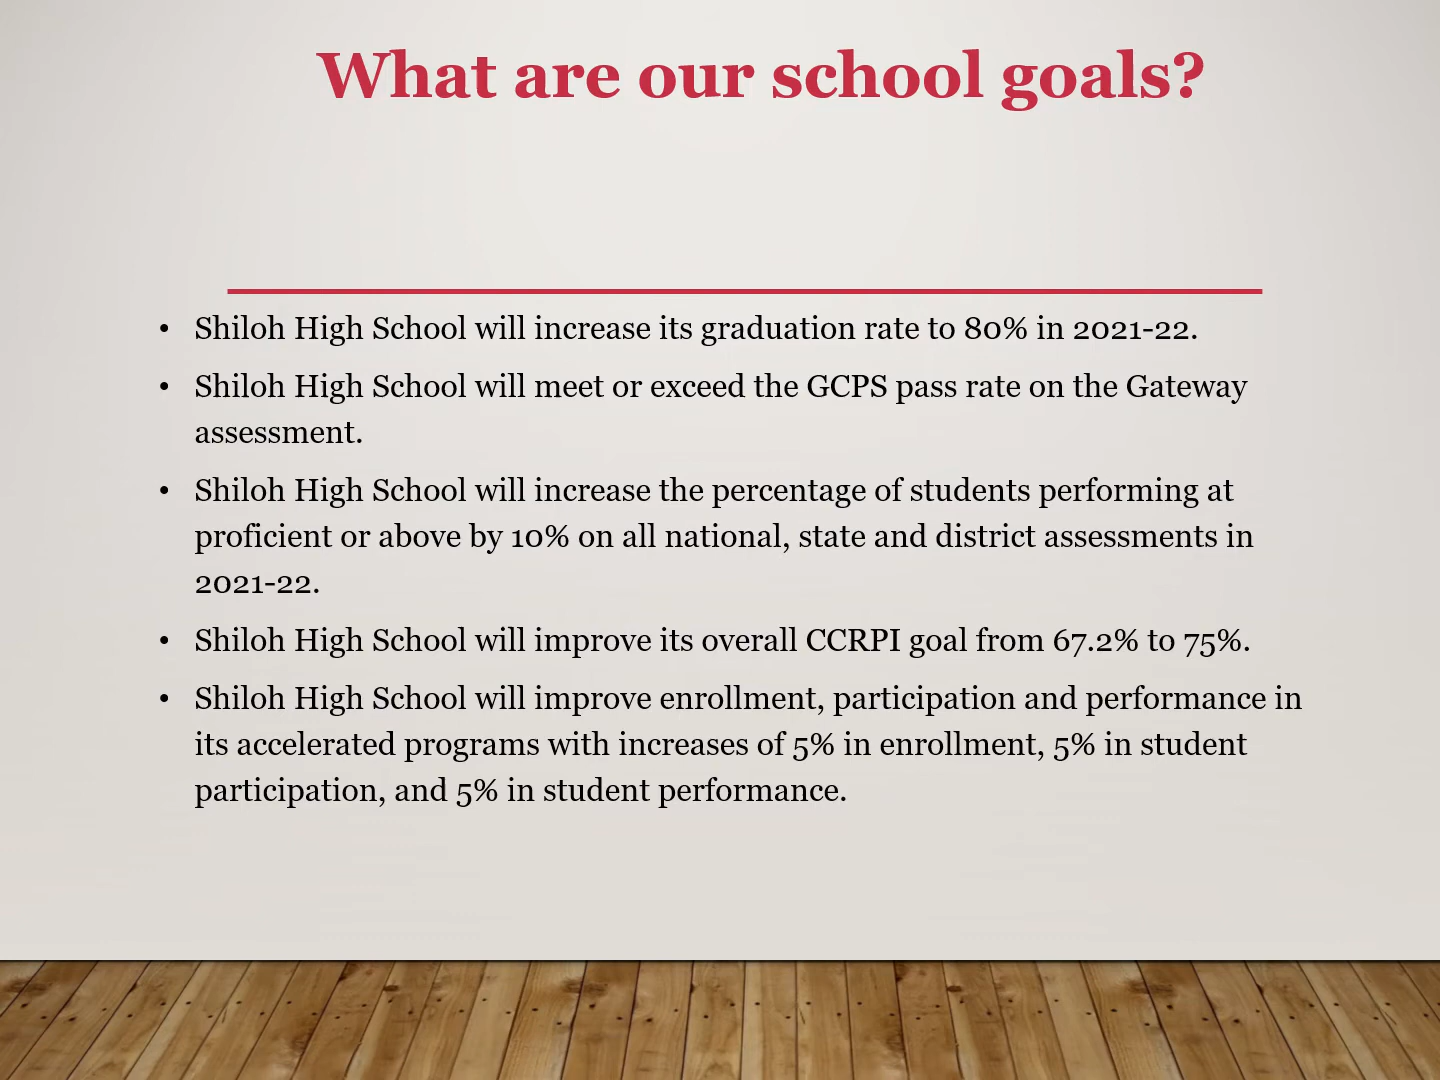 What are our school goals?
• Shiloh High School will increase its graduation rate to 80% in 2021-22.
• Shiloh High School will meet or exceed the GCPS pass rate on the Gateway
assessment.
• Shiloh High School will increase the percentage of students performing at
proficient or above by 10% on all national, state and district assessments in
2021-22.
• Shiloh High School will improve its overall CCRPI goal from 67.2% to 75%.
• Shiloh High School will improve enrollment, participation and performance in
its accelerated programs with increases of 5% in enrollment, 5% in student
participation, and 5% in student performance.